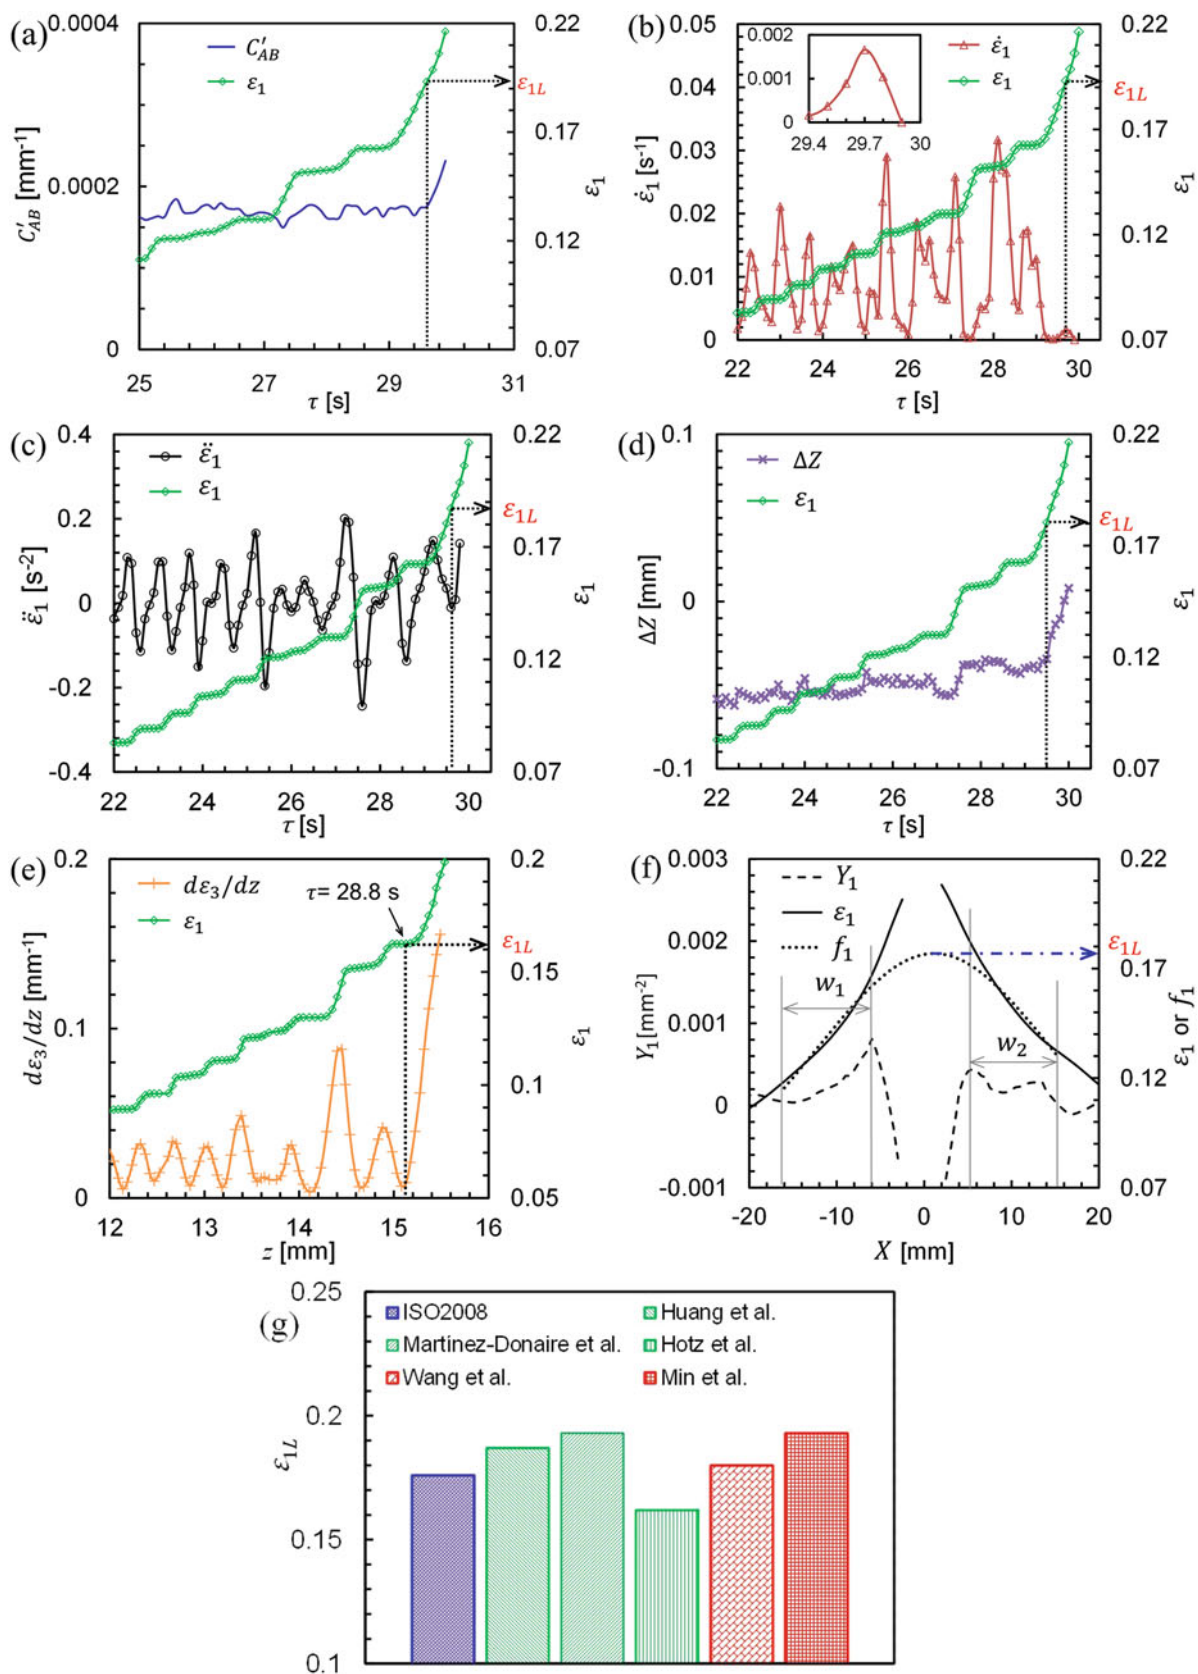 (a)
0.0004
0.0002
0
C'AB [mm-1]
C'AB
ε1
ε1L
0.22
0.17
0.12
0.07
ε1
25 27 29 31
τ [s]
(b)
0.05
0.04
0.03
0.02
0.01
0
ε̇1 [s-1]
0.002
0.001
0
29.4 29.7 30
ε̇1
ε1
ε1L
0.22
0.17
0.12
0.07
ε1
22 24 26 28 30
τ [s]
(c)
0.4
0.2
0
-0.2
-0.4
ε̈1 [s-2]
ε̈1
ε1
ε1L
0.22
0.17
0.12
0.07
ε1
22 24 26 28 30
τ [s]
(d)
0.1
0
-0.1
ΔZ [mm]
ΔZ
ε1
ε1L
0.22
0.17
0.12
0.07
ε1
22 24 26 28 30
τ [s]
(e)
0.2
0.1
0
dε3/dz [mm-1]
dε3/dz
ε1
τ= 28.8 s
ε1L
0.2
0.15
0.1
0.05
ε1
12 13 14 15 16
z [mm]
(f)
0.003
0.002
0.001
0
-0.001
Y1[mm-2]
Y1
ε1
f1
w1
w2
ε1L
0.22
0.17
0.12
0.07
ε1 or f1
-20 -10 0 10 20
X [mm]
(g)
0.25
0.2
0.15
0.1
ε1L
ISO2008 Huang et al.
Martinez-Donaire et al. Hotz et al.
Wang et al. Min et al.